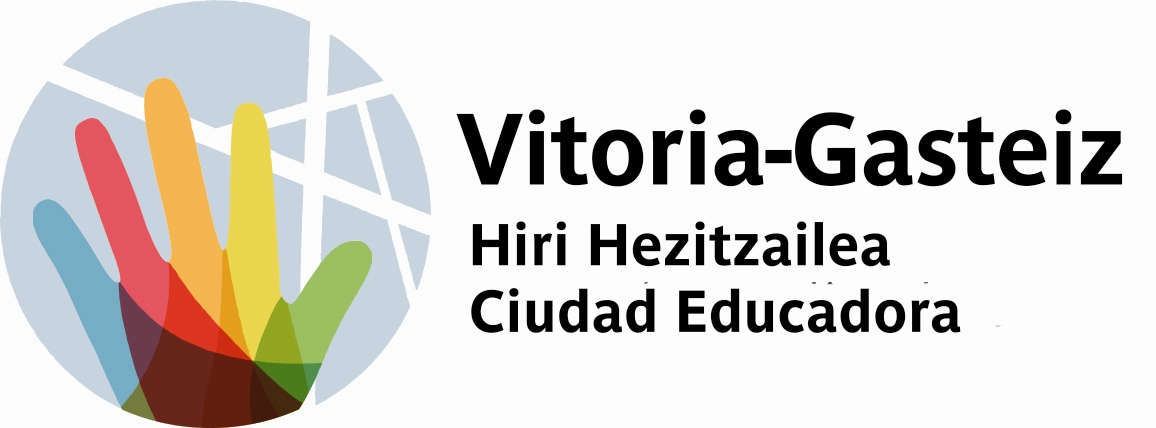 Vitoria-Gasteiz
Hiri Hezitzailea
Ciudad Educadora